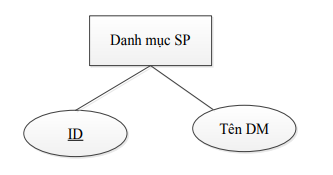 Danh mục SP
ID
Tên DM